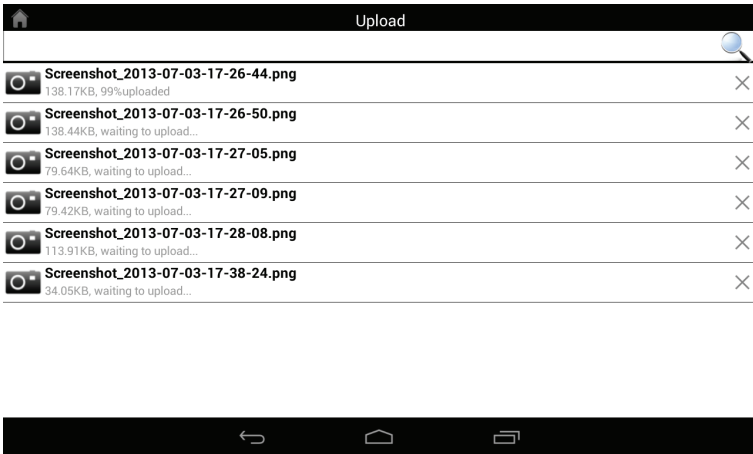 Upload
Screenshot_2013-07-03-17-26-44.png
138.17KB, 99%uploaded
Screenshot_2013-07-03-17-26-50.png
138.44KB, waiting to upload...
Screenshot_2013-07-03-17-27-05.png
79.64KB, waiting to upload...
Screenshot_2013-07-03-17-27-09.png
79.42KB, waiting to upload...
Screenshot_2013-07-03-17-28-08.png
113.91KB, waiting to upload...
Screenshot_2013-07-03-17-38-24.png
34.05KB, waiting to upload...